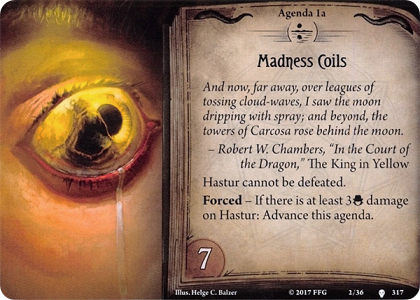 Agenda 1a
Madness Coils
And now, far away, over leagues of
tossing cloud-waves, I saw the moon
dripping with spray; and beyond, the
towers of Carcosa rose behind the moon.
– Robert W. Chambers, “In the Court of
the Dragon,” The King in Yellow
Hastur cannot be defeated.
Forced – If there is at least 3 damage
on Hastur: Advance this agenda.
7
Illus. Helge C. Balzer
© 2017 FFG
2/36
317